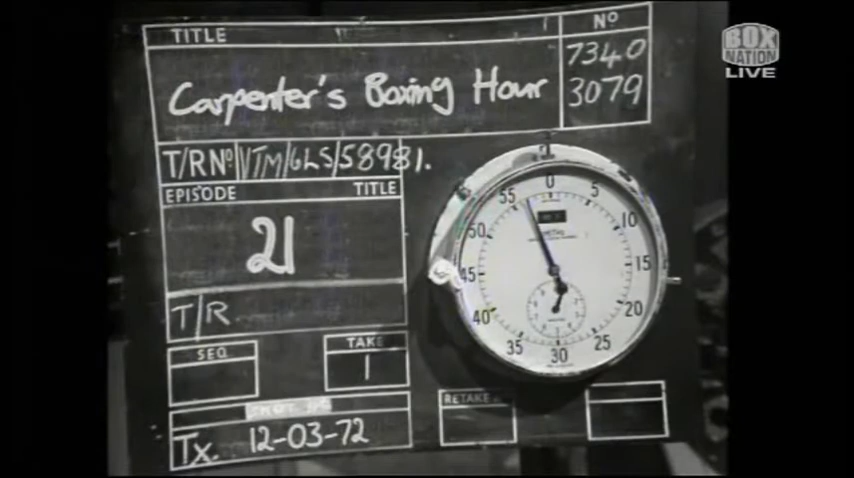 TITLE
Nº
Carpenter's Boxing Hour
7340
3079
T/R Nº VTM/6LS/58981.
EPISODE TITLE
21
T/R
SEQ
TAKE
1
Tx. 12-03-72
RETAKE
0
5
10
15
20
25
30
35
40
45
50
55
BOX
NATION
LIVE